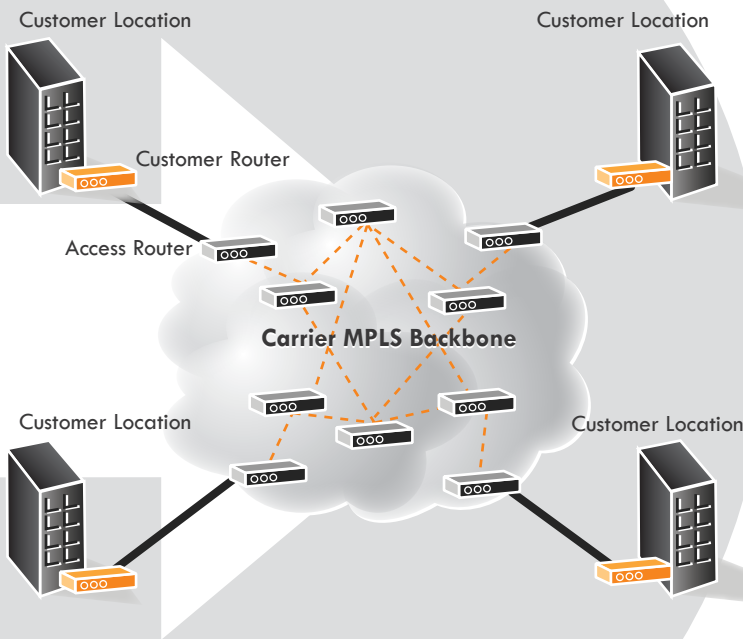 Customer Location
Customer Location
Customer Router
Access Router
Carrier MPLS Backbone
Customer Location
Customer Location